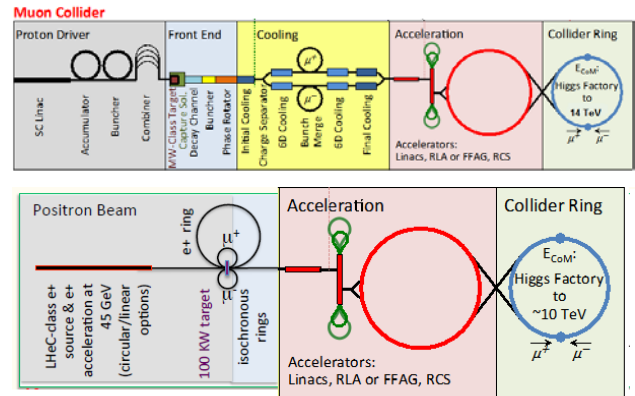 Muon Collider
Proton Driver
Front End
Cooling
Acceleration
Collider Ring
SC Linac
Accumulator
Buncher
Combiner
MW-Class Target
Capture Sol.
Decay Channel
Buncher
Phase Rotator
Initial Cooling
Charge Separator
6D Cooling
Bunch
Merge
6D Cooling
Final Cooling
μ+
μ−
Accelerators:
Linacs, RLA or FFAG, RCS
ECoM:
Higgs Factory
to
14 TeV
μ+ μ−
Positron Beam
e+ ring
μ+
μ−
LHeC-class e+
source & e+
acceleration at
45 GeV
(circular/linear
options)
100 KW target
isochronous
rings
Acceleration
Accelerators:
Linacs, RLA or FFAG, RCS
Collider Ring
ECoM:
Higgs Factory
to
~10 TeV
μ+ μ−